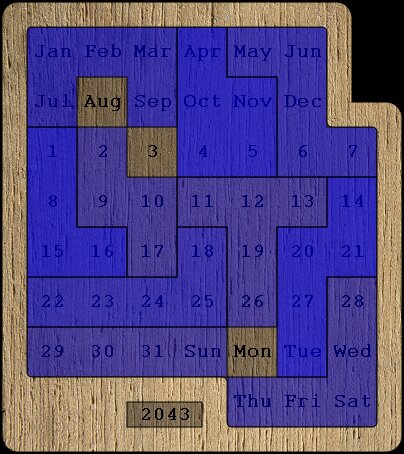 Jan Feb Mar Apr May Jun
Jul Aug Sep Oct Nov Dec
1 2 3 4 5 6 7
8 9 10 11 12 13 14
15 16 17 18 19 20 21
22 23 24 25 26 27 28
29 30 31 Sun Mon Tue Wed
Thu Fri Sat
2043